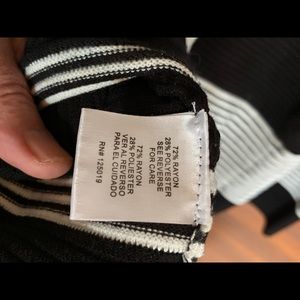 72% RAYON
28% POLYESTER
SEE REVERSE
FOR CARE
72% RAYON
28% POLIESTER
VER AL REVERSO
PARA EL CUIDADO
RN# 125019